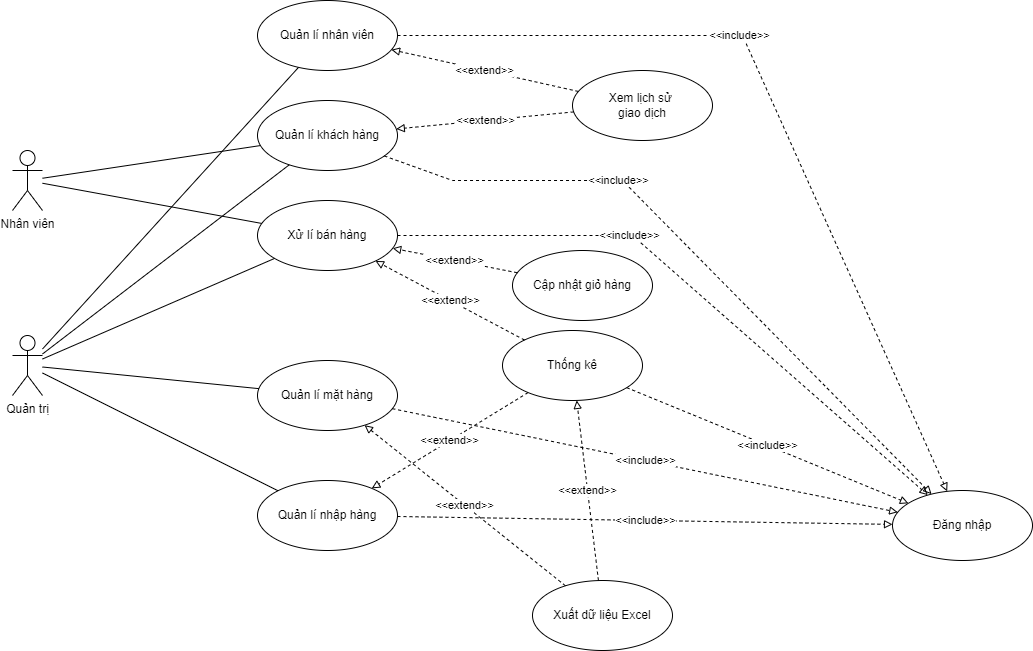 Quản lí nhân viên
<<include>>
<<extend>>
Xem lịch sử
giao dịch
<<extend>>
Quản lí khách hàng
<<include>>
Nhân viên
Xử lí bán hàng
<<include>>
<<extend>>
Cập nhật giỏ hàng
<<extend>>
Thống kê
Quản trị
Quản lí mặt hàng
<<extend>>
<<include>>
<<include>>
<<extend>>
<<extend>>
Quản lí nhập hàng
<<include>>
Đăng nhập
Xuất dữ liệu Excel